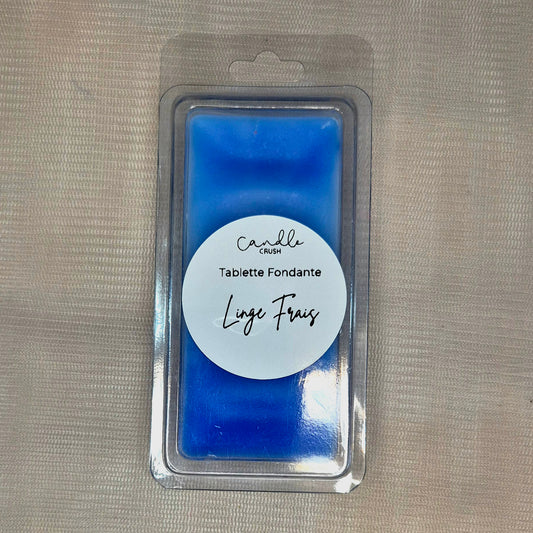 Candle
CRUSH
Tablette Fondante
Linge Frais